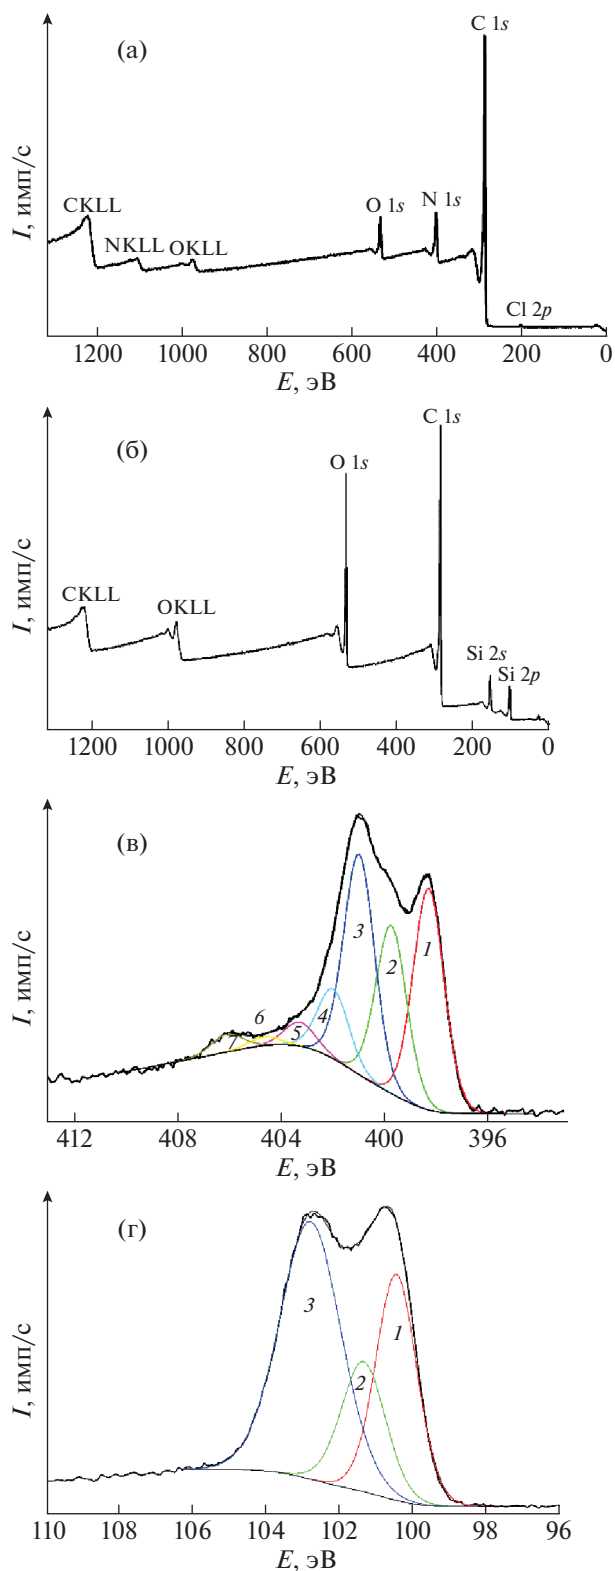 (а)
C 1s
I, имп/с
CKLL
NKLL
OKLL
O 1s
N 1s
Cl 2p
1200 1000 800 600 400 200 0
E, эВ
(б)
C 1s
O 1s
I, имп/с
CKLL
OKLL
Si 2s
Si 2p
1200 1000 800 600 400 200 0
E, эВ
(в)
I, имп/с
7 6 5 4 3 2 1
412 408 404 400 396
E, эВ
(г)
I, имп/с
3 2 1
110 108 106 104 102 100 98 96
E, эВ